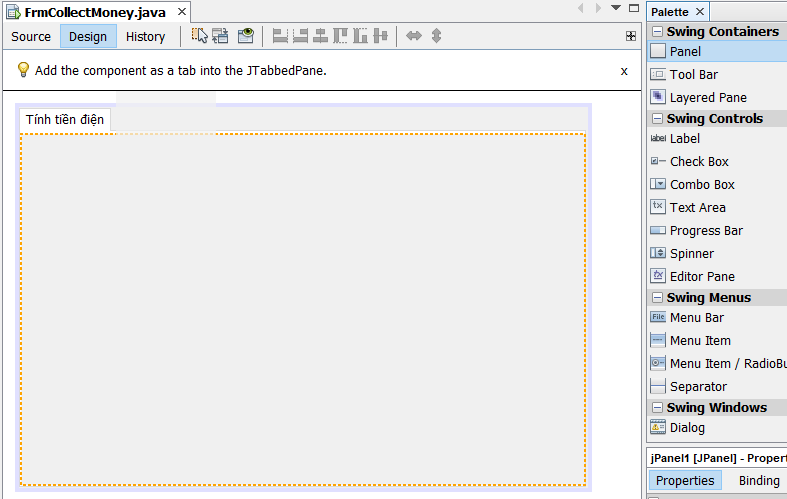 FrmCollectMoney.java
Source Design History
Add the component as a tab into the JTabbedPane.
x
Tính tiền điện
Palette
Swing Containers
Panel
Tool Bar
Layered Pane
Swing Controls
label Label
Check Box
Combo Box
Text Area
Progress Bar
Spinner
Editor Pane
Swing Menus
File Menu Bar
Menu Item
Menu Item / RadioBu
Separator
Swing Windows
Dialog
jPanel1 [JPanel] - Propert
Properties Binding